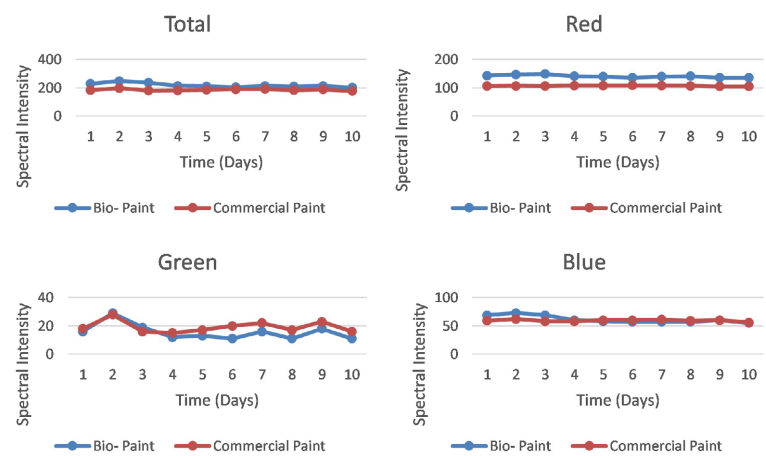 Total
400
200
0
Spectral Intensity
1 2 3 4 5 6 7 8 9 10
Time (Days)
Bio- Paint Commercial Paint
Red
200
100
0
Spectral Intensity
1 2 3 4 5 6 7 8 9 10
Time (Days)
Bio- Paint Commercial Paint
Green
40
20
0
Spectral Intensity
1 2 3 4 5 6 7 8 9 10
Time (Days)
Bio- Paint Commercial Paint
Blue
100
50
0
Spectral Intensity
1 2 3 4 5 6 7 8 9 10
Time (Days)
Bio- Paint Commercial Paint